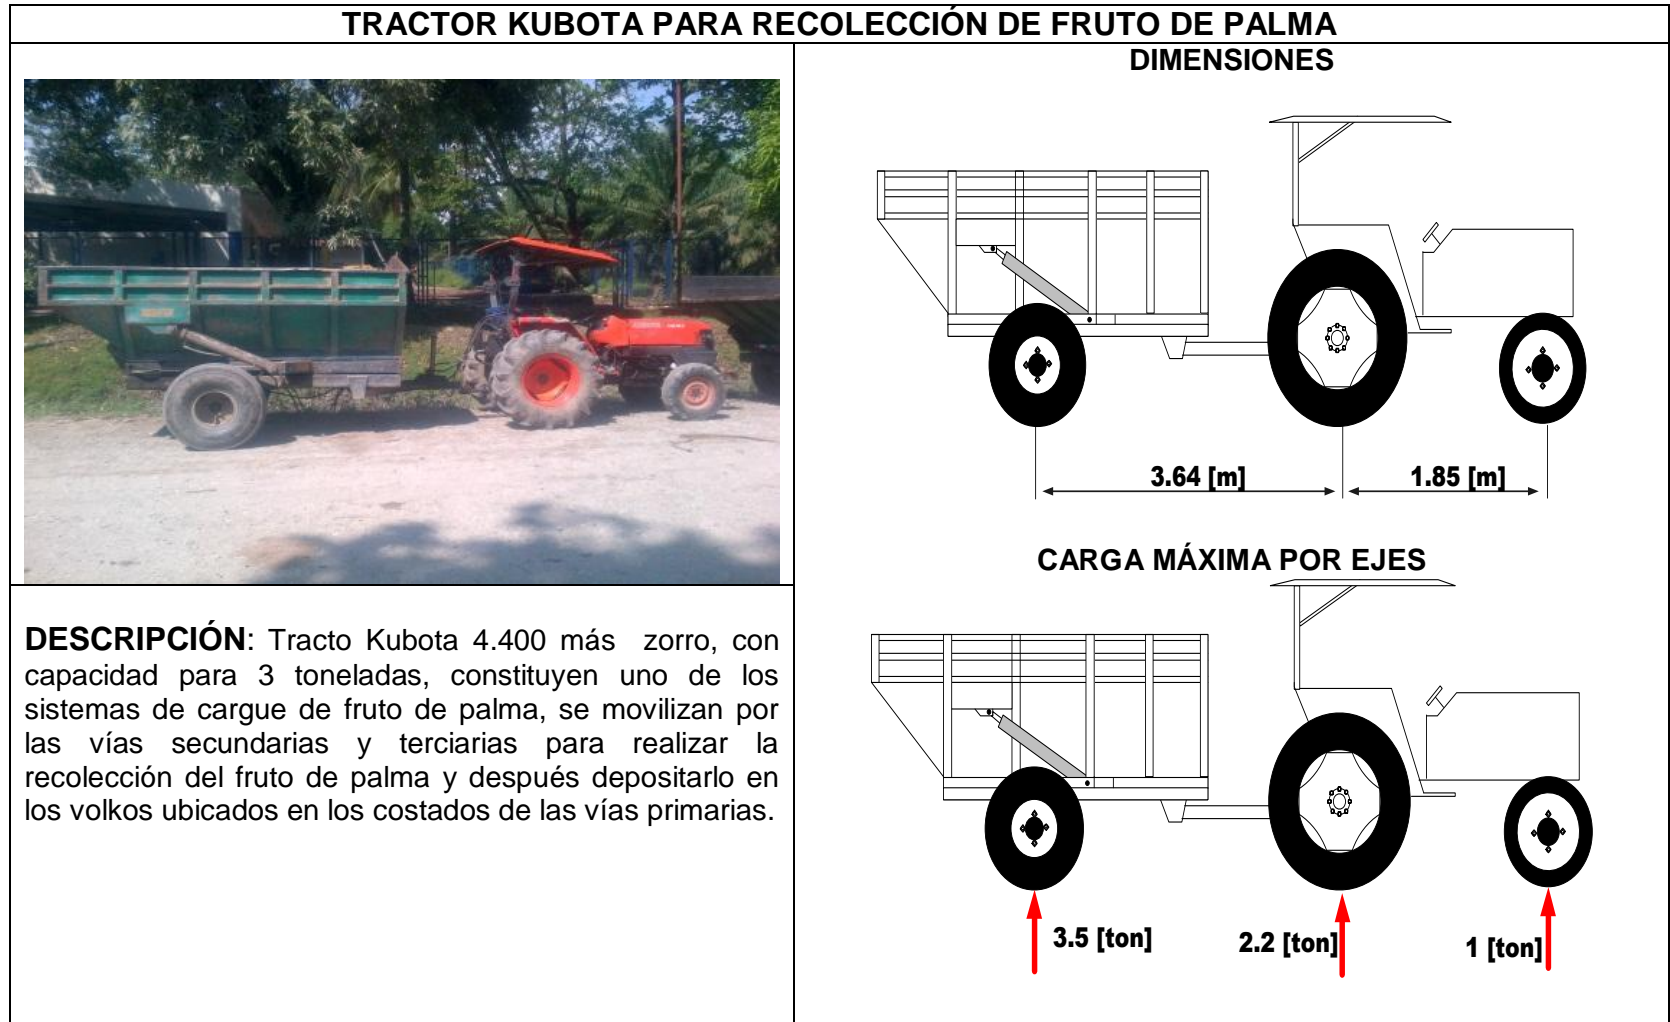 TRACTOR KUBOTA PARA RECOLECCIÓN DE FRUTO DE PALMA
DIMENSIONES
3.64 [m]
1.85 [m]
CARGA MÁXIMA POR EJES
3.5 [ton]
2.2 [ton]
1 [ton]
DESCRIPCIÓN: Tracto Kubota 4.400 más zorro, con
capacidad para 3 toneladas, constituyen uno de los
sistemas de cargue de fruto de palma, se movilizan por
las vías secundarias y terciarias para realizar la
recolección del fruto de palma y después depositarlo en
los volkos ubicados en los costados de las vías primarias.